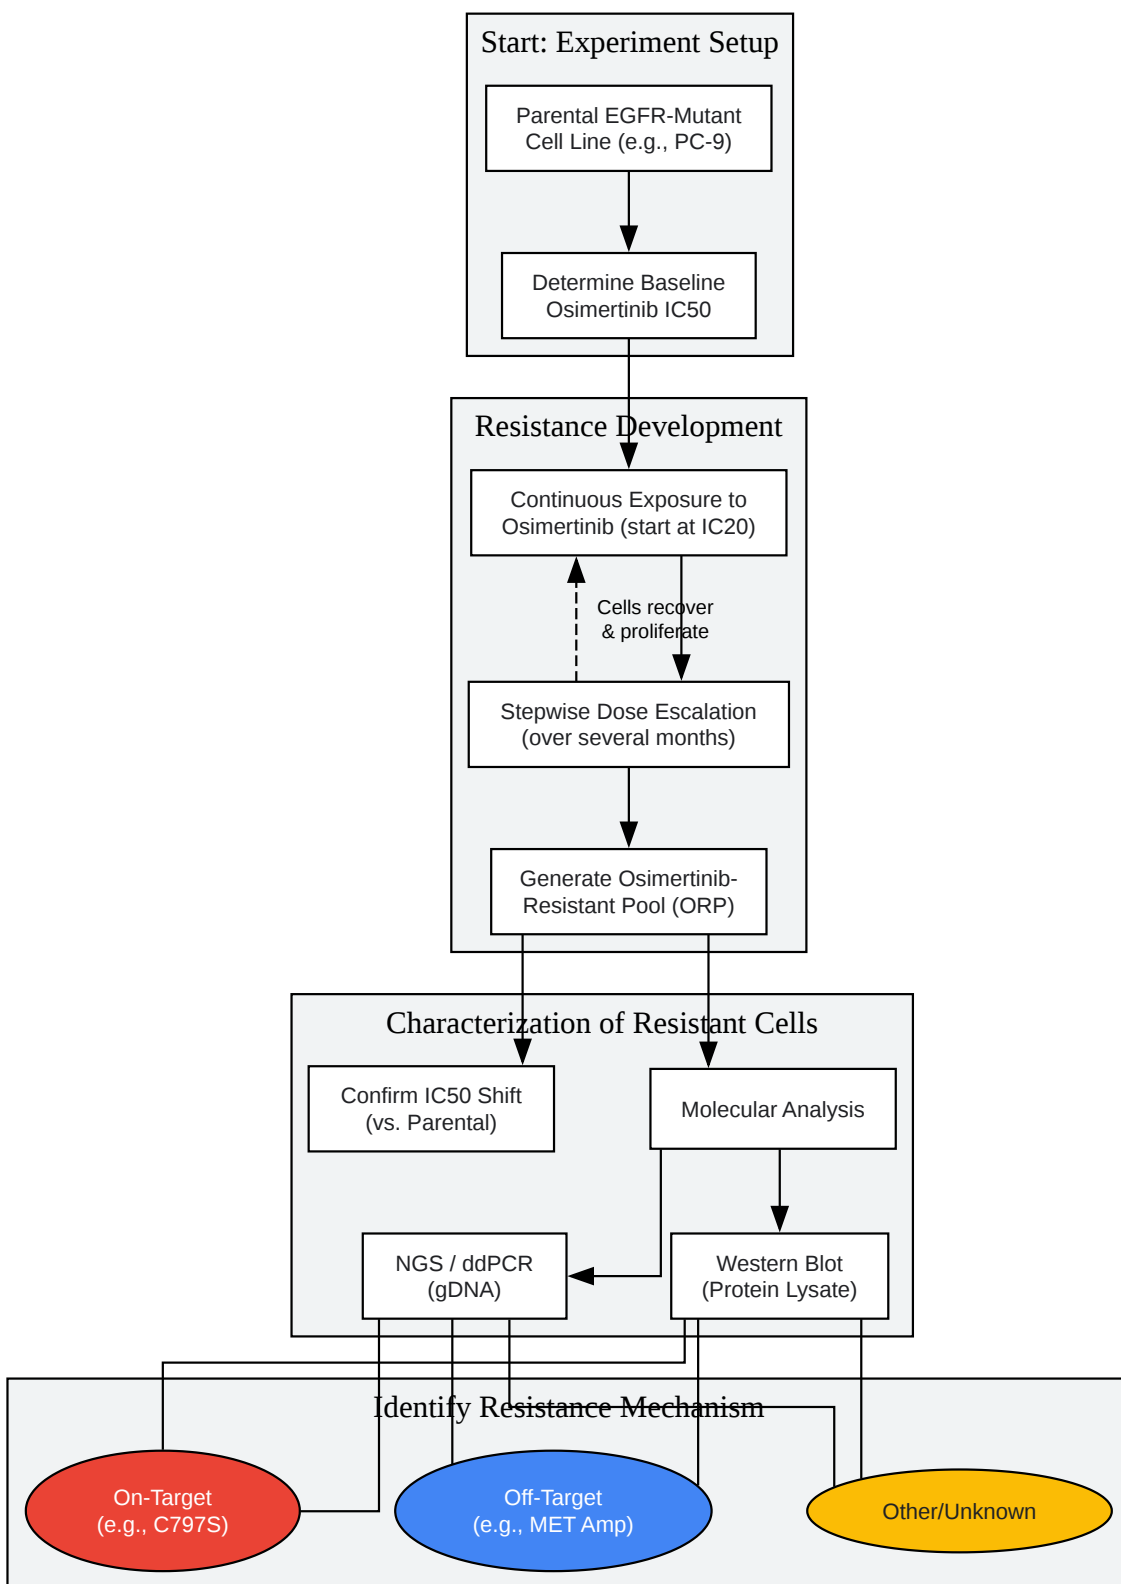 Start: Experiment Setup
Parental EGFR-Mutant
Cell Line (e.g., PC-9)
Determine Baseline
Osimertinib IC50
Resistance Development
Continuous Exposure to
Osimertinib (start at IC20)
Cells recover
& proliferate
Stepwise Dose Escalation
(over several months)
Generate Osimertinib-
Resistant Pool (ORP)
Characterization of Resistant Cells
Confirm IC50 Shift
(vs. Parental)
Molecular Analysis
NGS / ddPCR
(gDNA)
Western Blot
(Protein Lysate)
Identify Resistance Mechanism
On-Target
(e.g., C797S)
Off-Target
(e.g., MET Amp)
Other/Unknown